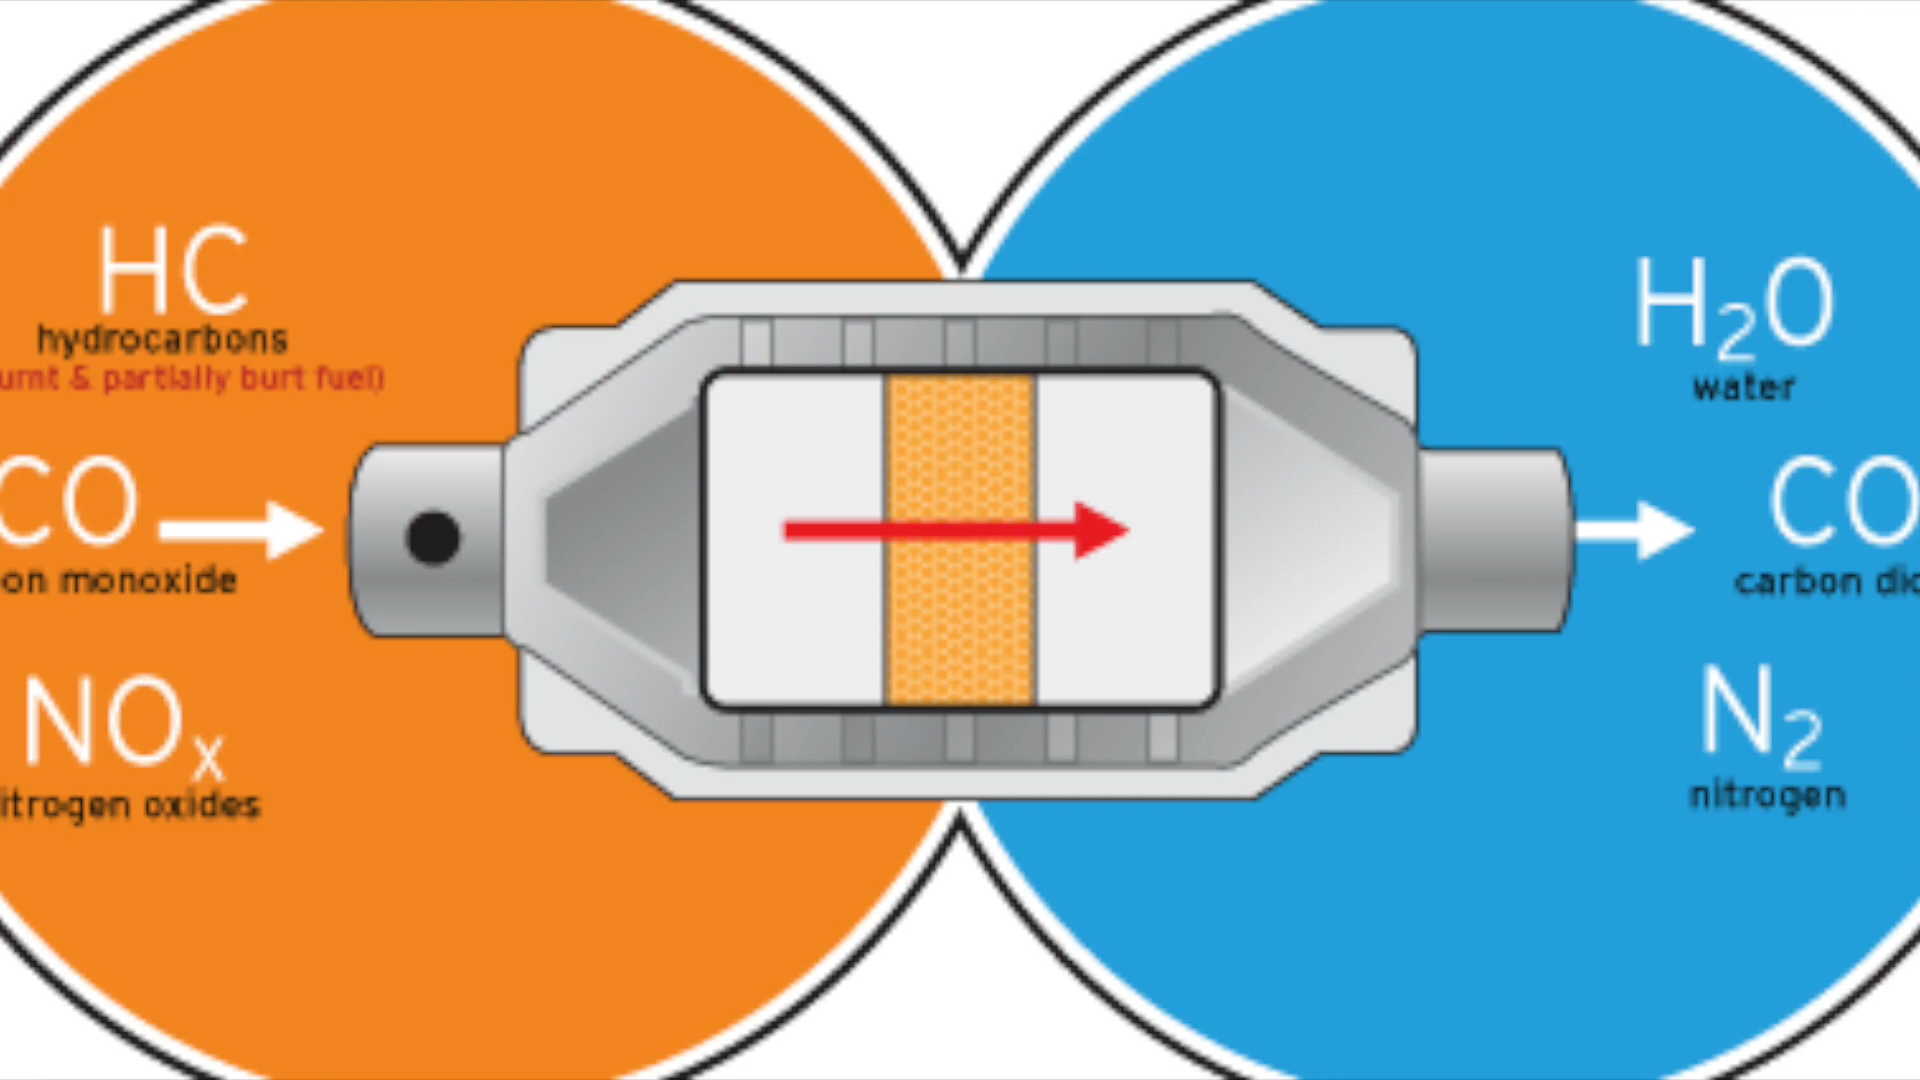 HC
hydrocarbons
urnt & partially burt fuel)
CO
on monoxide
NOx
itrogen oxides
H2O
water
CO
carbon dio
N2
nitrogen